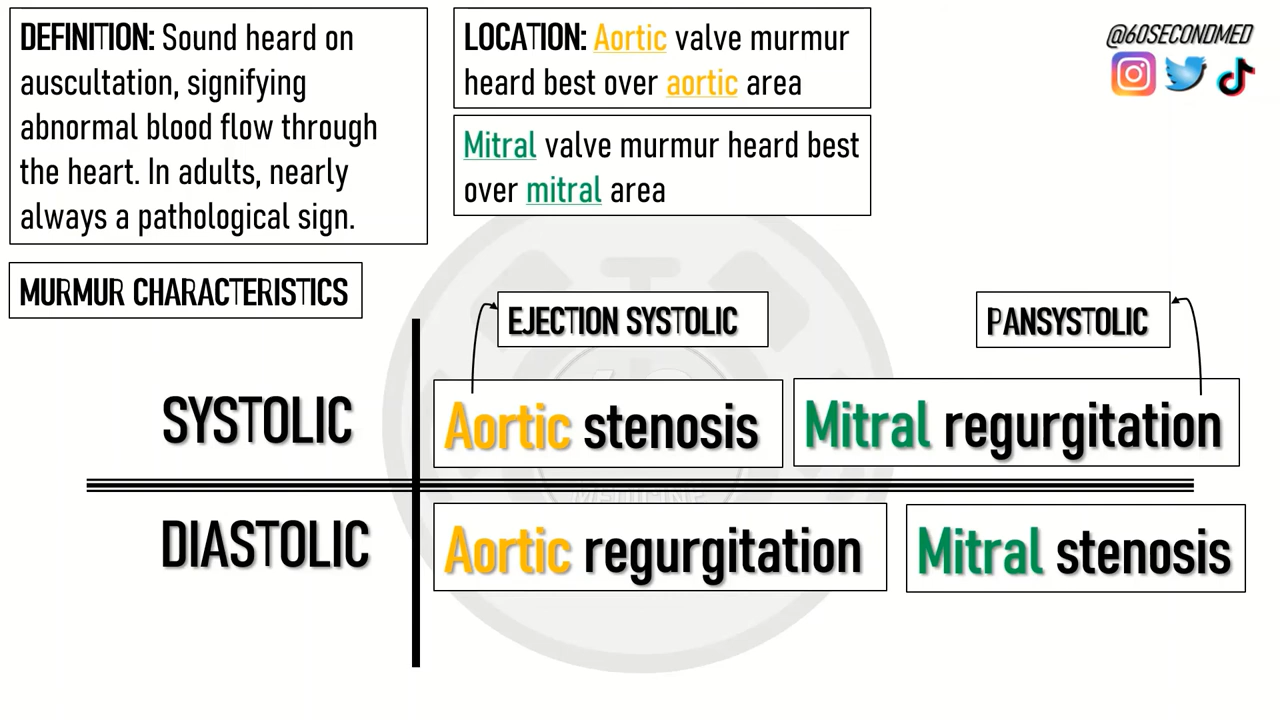 DEFINITION: Sound heard on
auscultation, signifying
abnormal blood flow through
the heart. In adults, nearly
always a pathological sign.
LOCATION: Aortic valve murmur
heard best over aortic area
Mitral valve murmur heard best
over mitral area
@60SECONDMED
MURMUR CHARACTERISTICS
EJECTION SYSTOLIC
PANSYSTOLIC
SYSTOLIC
Aortic stenosis
Mitral regurgitation
MEDICINE
DIASTOLIC
Aortic regurgitation
Mitral stenosis